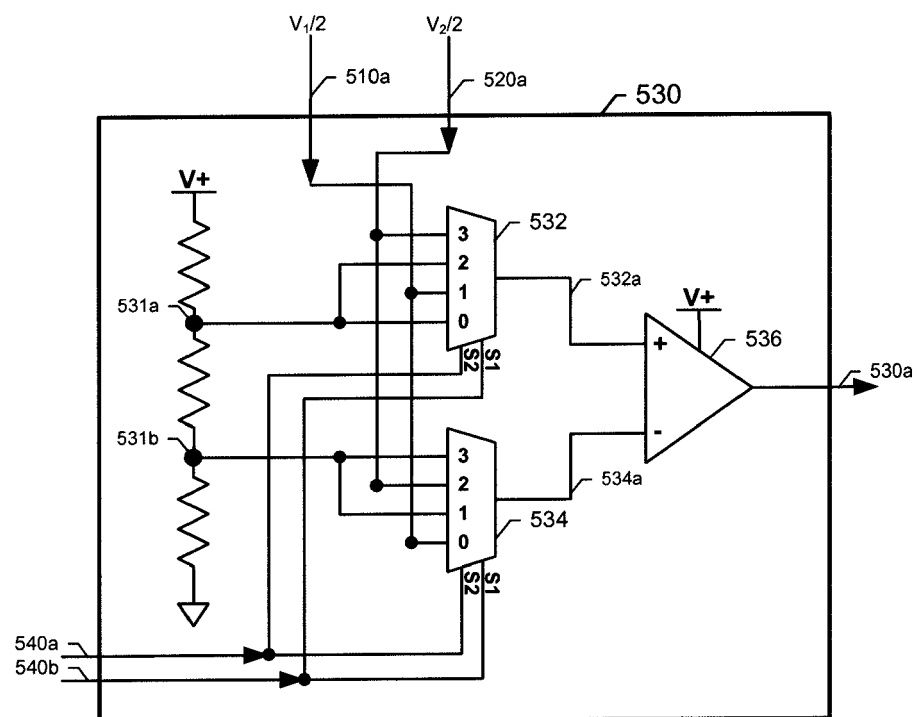 V₁/2
V₂/2
510a
520a
530
V+
3
2
1
0
532
S2
S1
531a
532a
V+
536
+
-
530a
531b
3
2
1
0
534
S2
S1
534a
540a
540b